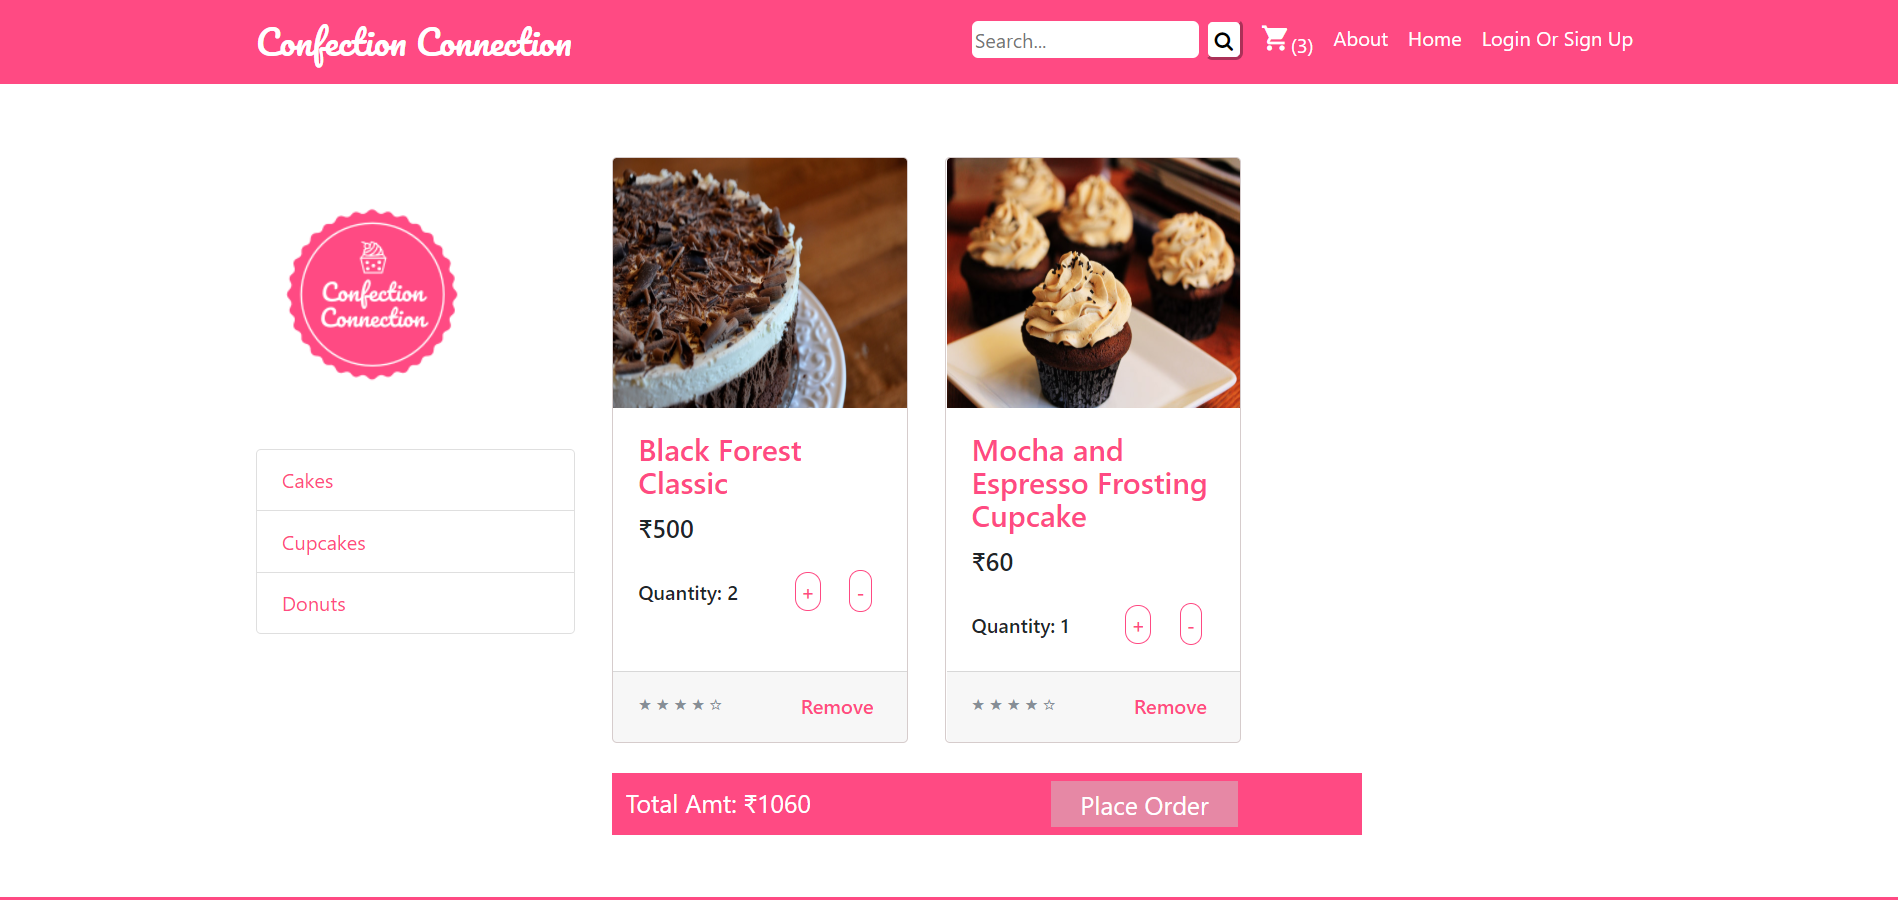 Confection Connection
Search...
(3)
About
Home
Login Or Sign Up
Confection
Connection
Cakes
Cupcakes
Donuts
Black Forest
Classic
₹500
Quantity: 2
+
-
★ ★ ★ ★ ☆
Remove
Mocha and
Espresso Frosting
Cupcake
₹60
Quantity: 1
+
-
★ ★ ★ ★ ☆
Remove
Total Amt: ₹1060
Place Order